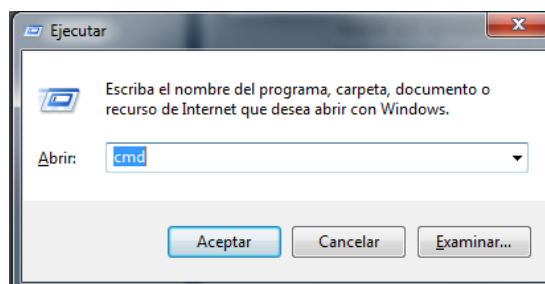 Ejecutar
Escriba el nombre del programa, carpeta, documento o
recurso de Internet que desea abrir con Windows.
Abrir:
cmd
Aceptar
Cancelar
Examinar...